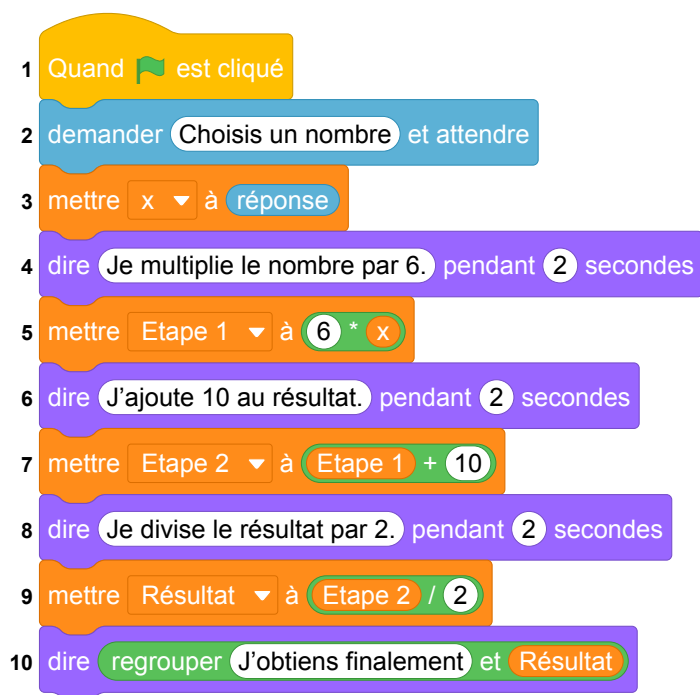 1 Quand est cliqué
2 demander Choisis un nombre et attendre
3 mettre x à réponse
4 dire Je multiplie le nombre par 6. pendant 2 secondes
5 mettre Etape 1 à 6 * x
6 dire J’ajoute 10 au résultat. pendant 2 secondes
7 mettre Etape 2 à Etape 1 + 10
8 dire Je divise le résultat par 2. pendant 2 secondes
9 mettre Résultat à Etape 2 / 2
10 dire regrouper J’obtiens finalement et Résultat